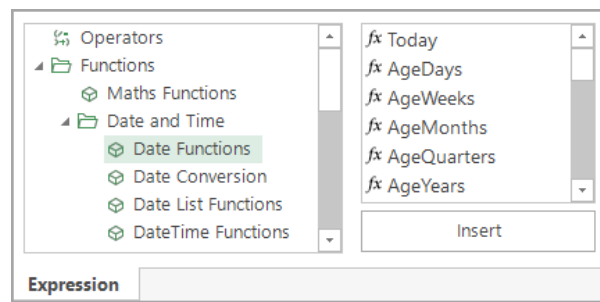 Operators
Functions
Maths Functions
Date and Time
Date Functions
Date Conversion
Date List Functions
DateTime Functions
fx Today
fx AgeDays
fx AgeWeeks
fx AgeMonths
fx AgeQuarters
fx AgeYears
Insert
Expression